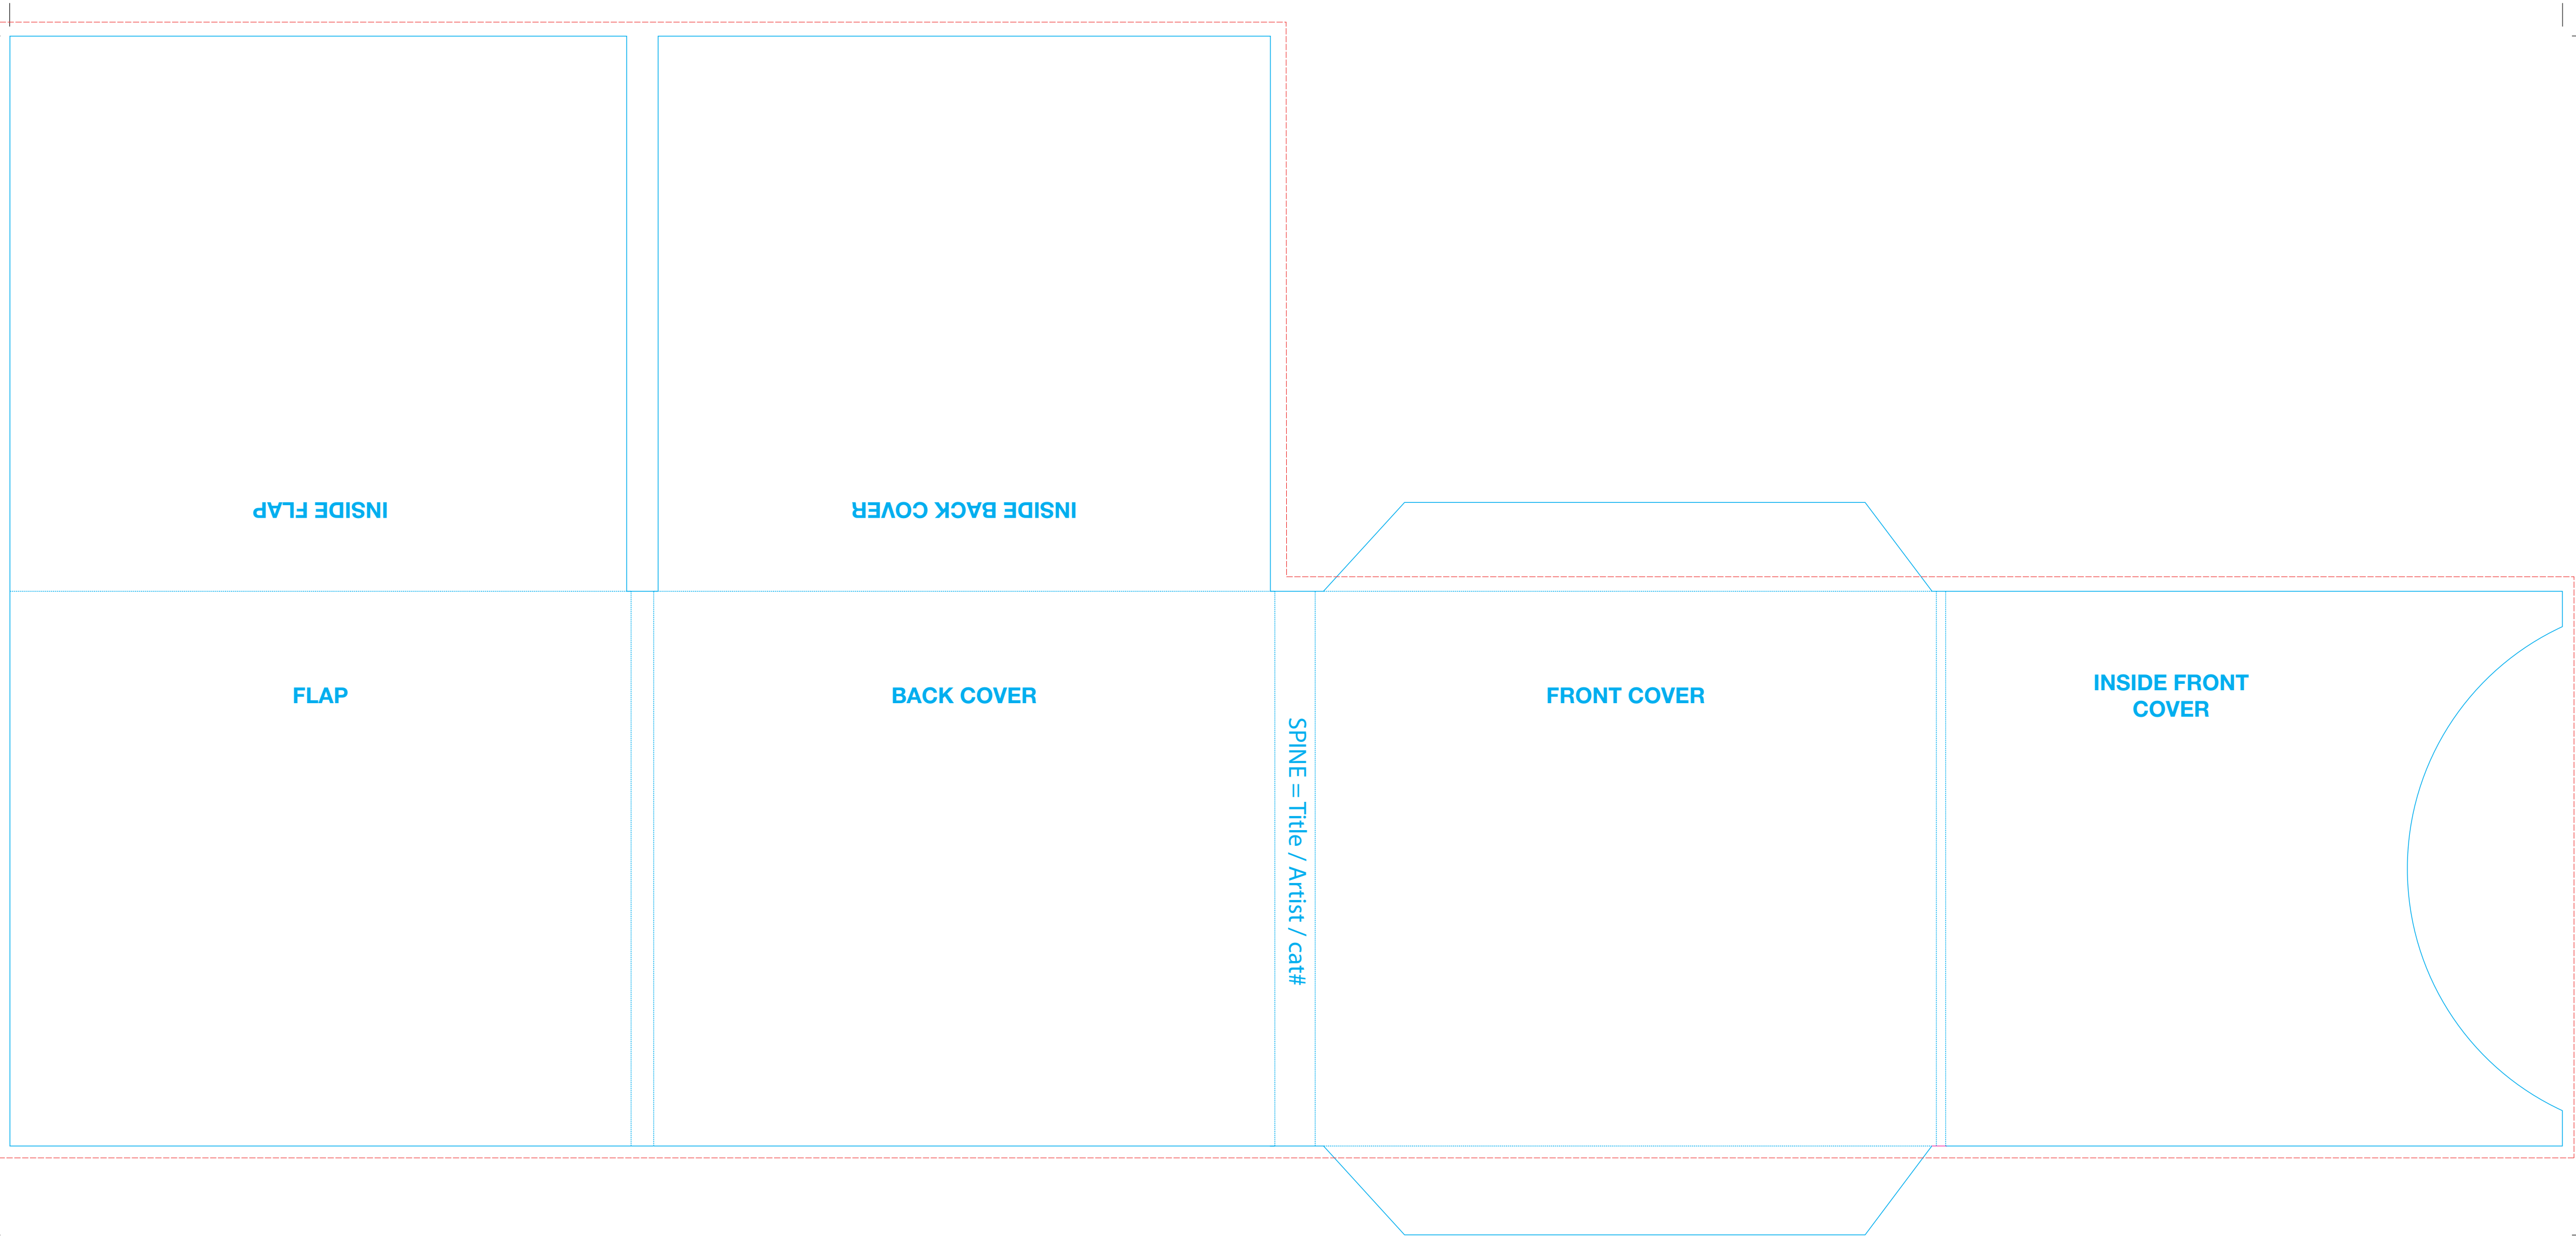 INSIDE FLAP
INSIDE BACK COVER
FLAP
BACK COVER
SPINE = Title / Artist / cat#
FRONT COVER
INSIDE FRONT
COVER